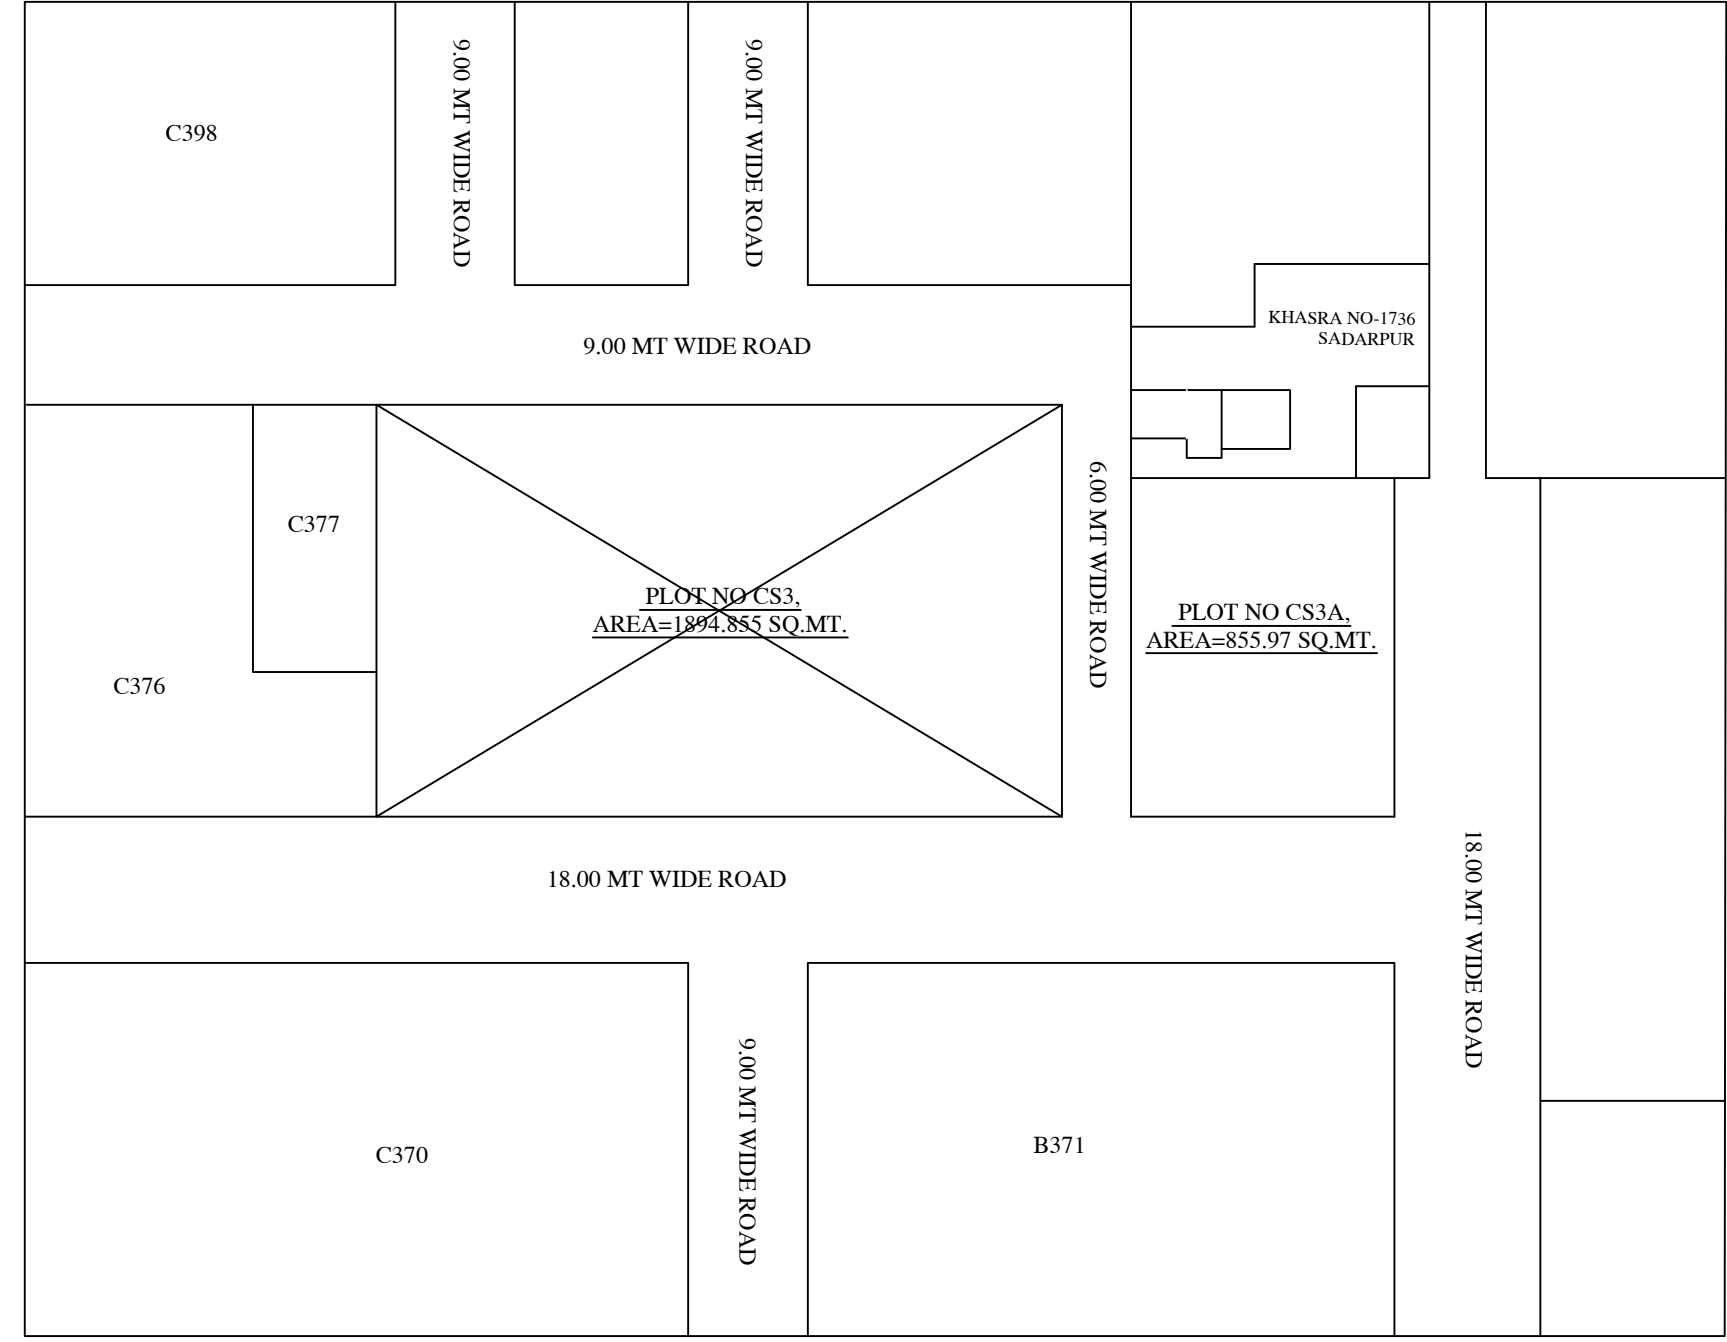 9.00 MT WIDE ROAD
9.00 MT WIDE ROAD
C398
KHASRA NO-1736
SADARPUR
9.00 MT WIDE ROAD
C377
6.00 MT WIDE ROAD
PLOT NO CS3,
AREA=1894.855 SQ.MT.
PLOT NO CS3A,
AREA=855.97 SQ.MT.
C376
18.00 MT WIDE ROAD
18.00 MT WIDE ROAD
9.00 MT WIDE ROAD
C370
B371